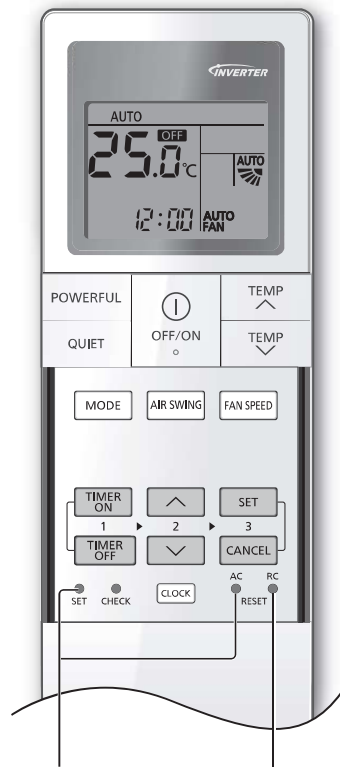 INVERTER
AUTO
OFF
25.0°C
AUTO
12:00
AUTO
FAN
POWERFUL
OFF/ON
TEMP
QUIET
TEMP
MODE
AIR SWING
FAN SPEED
TIMER
ON
SET
1
2
3
TIMER
OFF
CANCEL
SET
CHECK
CLOCK
AC
RC
RESET